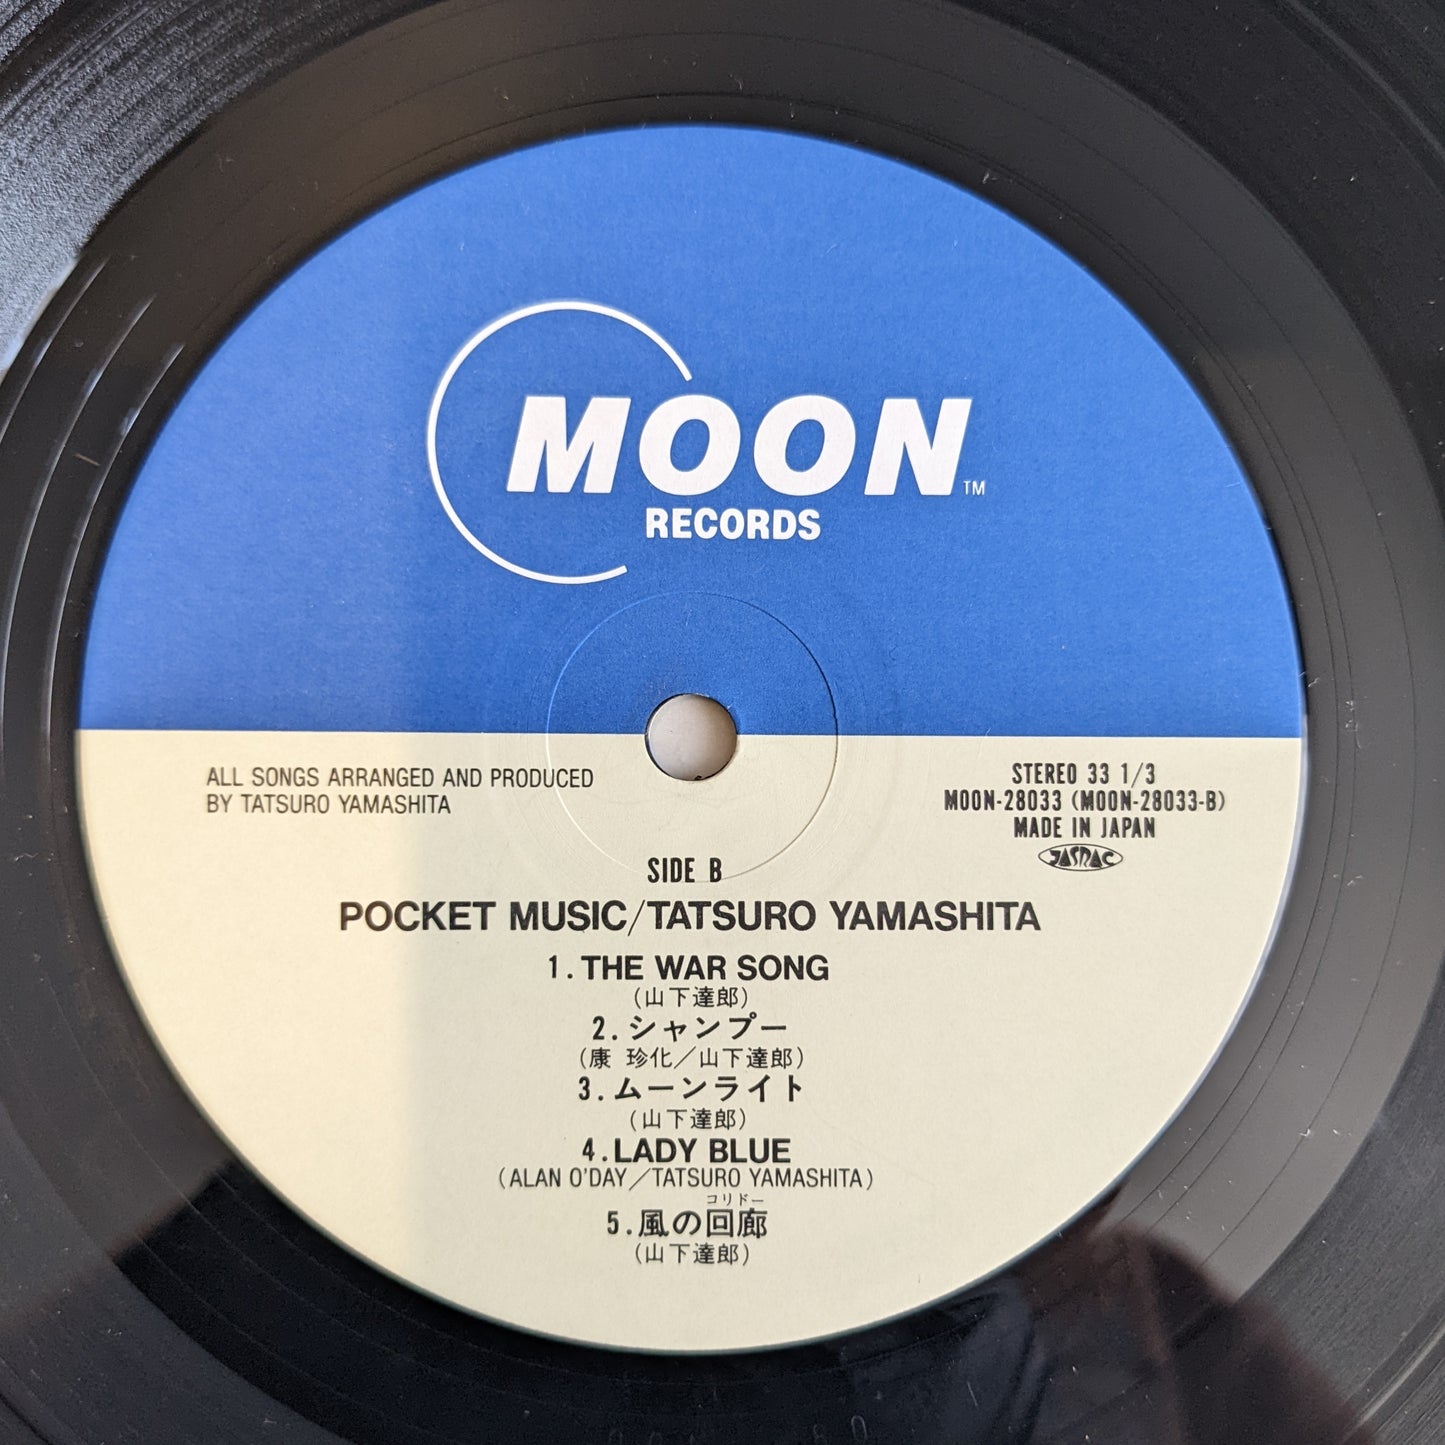 MOON TM
RECORDS
ALL SONGS ARRANGED AND PRODUCED
BY TATSURO YAMASHITA
STEREO 33 1/3
MOON-28033 (MOON-28033-B)
MADE IN JAPAN
JASRAC
SIDE B
POCKET MUSIC/TATSURO YAMASHITA
1.THE WAR SONG
(山下達郎)
2.シャンプー
(康 珍化／山下達郎)
3.ムーンライト
(山下達郎)
4.LADY BLUE
(ALAN O'DAY／TATSURO YAMASHITA)
コリドー
5.風の回廊
(山下達郎)